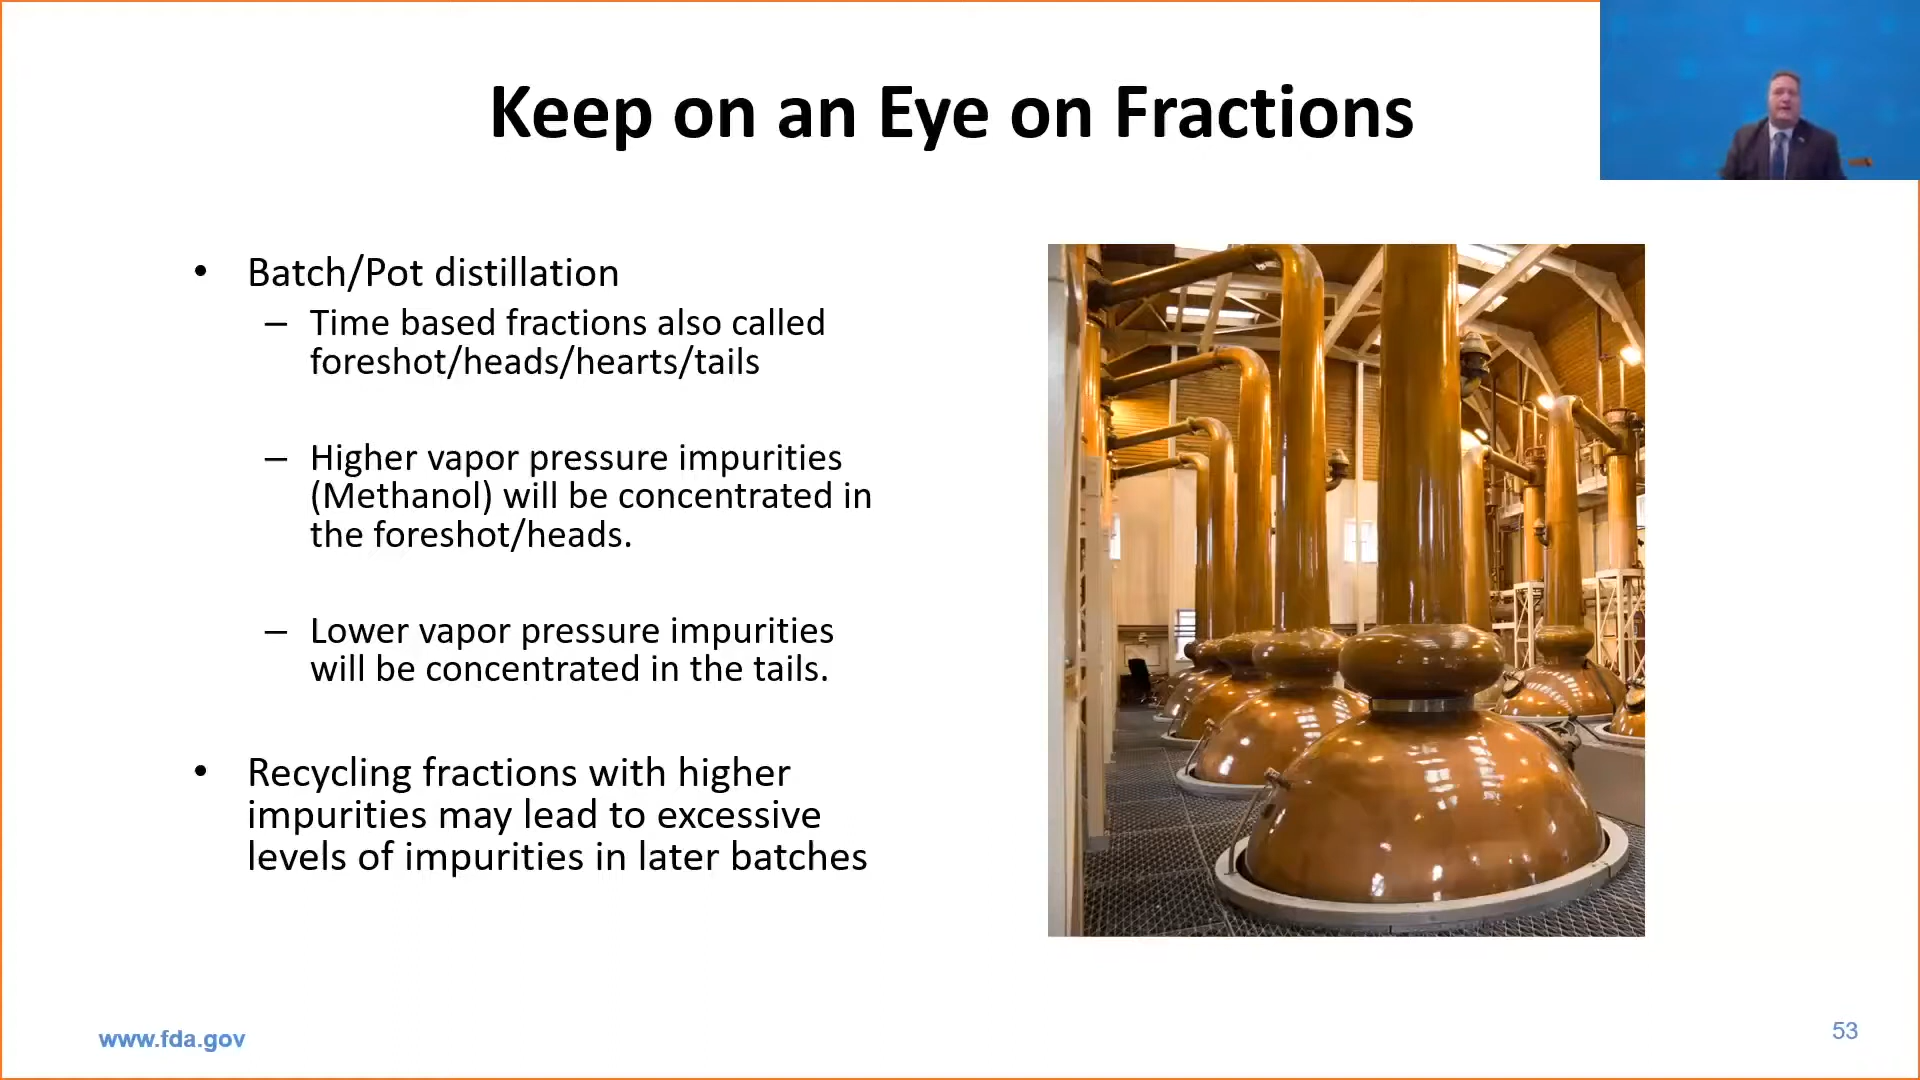 Keep on an Eye on Fractions
• Batch/Pot distillation
– Time based fractions also called
foreshot/heads/hearts/tails
– Higher vapor pressure impurities
(Methanol) will be concentrated in
the foreshot/heads.
– Lower vapor pressure impurities
will be concentrated in the tails.
• Recycling fractions with higher
impurities may lead to excessive
levels of impurities in later batches
www.fda.gov
53